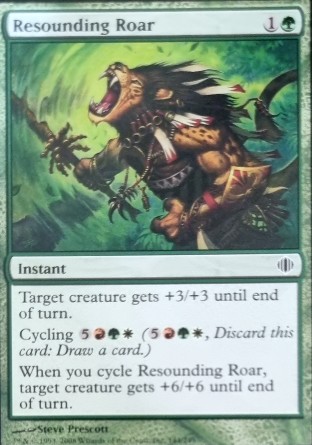 Resounding Roar 1
Instant
Target creature gets +3/+3 until end
of turn.
Cycling 5 (5, Discard this
card: Draw a card.)
When you cycle Resounding Roar,
target creature gets +6/+6 until end
of turn.
Steve Prescott